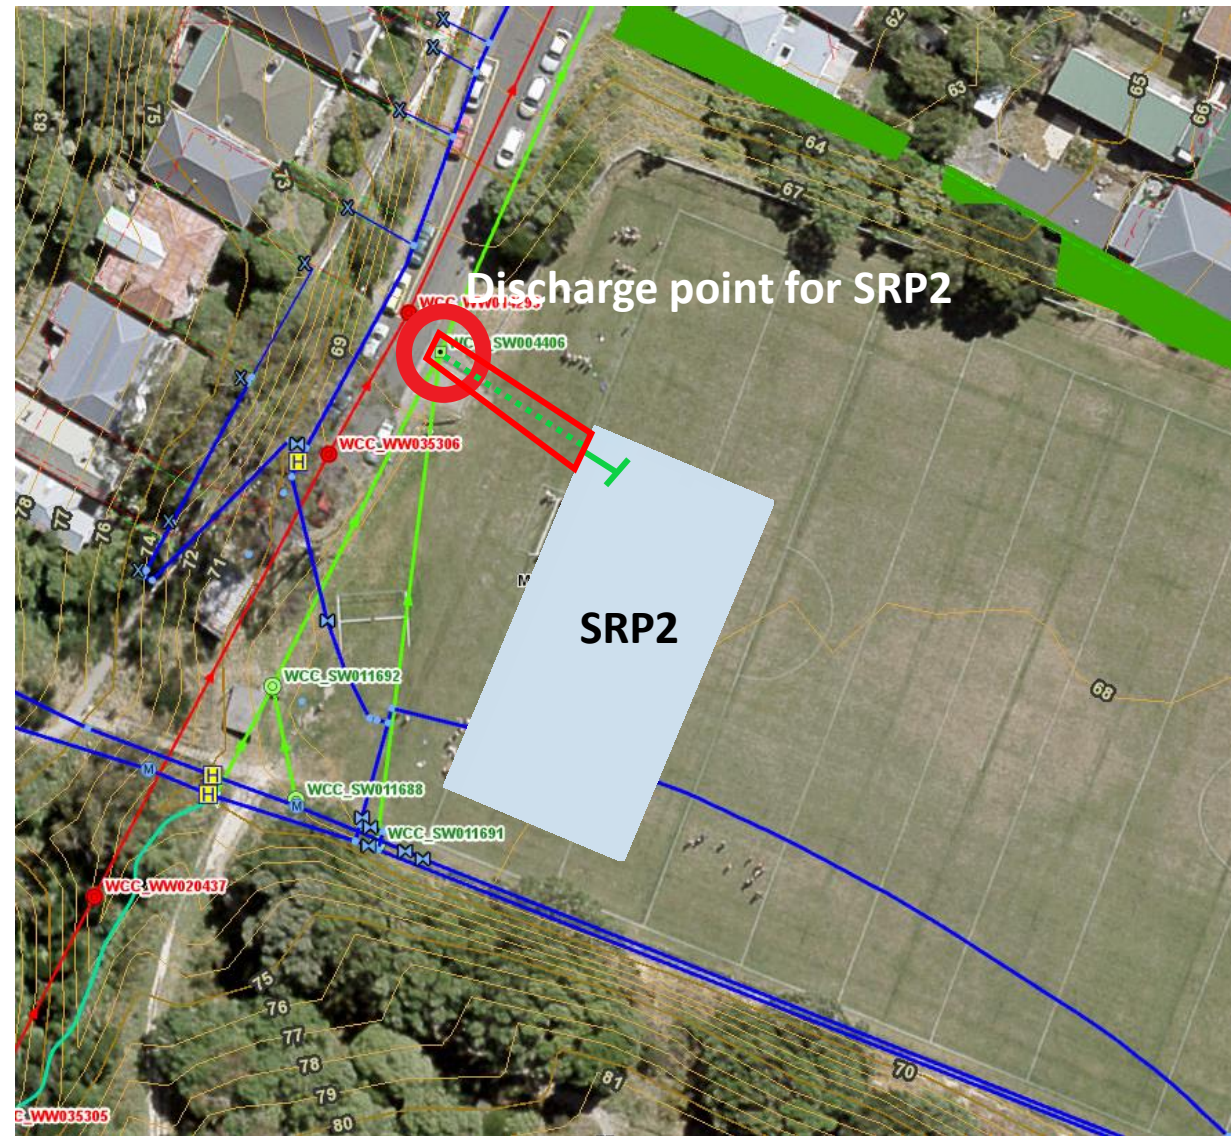 X
X
X
X
X
X
X
X
83
75
73
62
63
65
66
64
67
69
Discharge point for SRP2
WCC_SW004406
WCC_WW035306
H
78
77
76
74
72
71
M
SRP2
WCC_SW011692
68
H
H
M
WCC_SW011688
M
WCC_SW011691
WCC_WW020437
75
76
77
78
79
80
81
70
C_WW035305